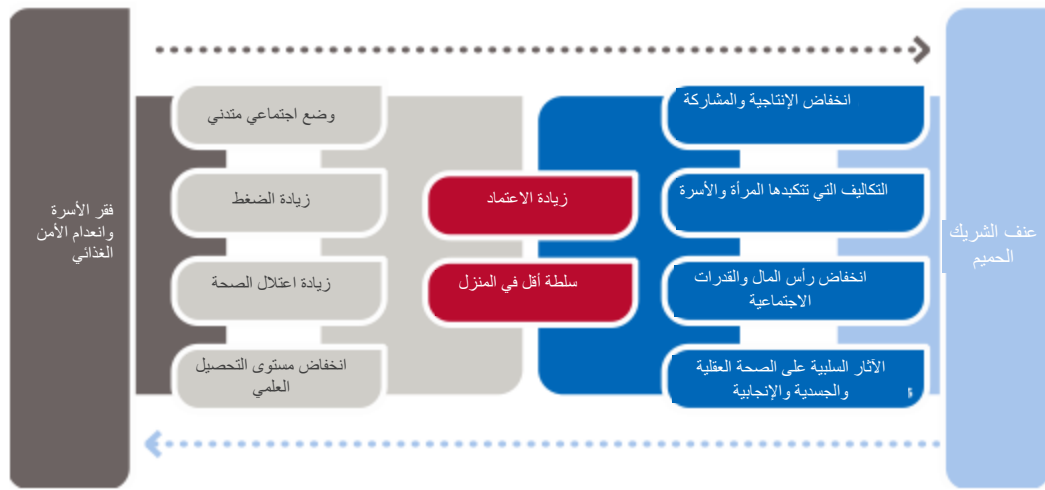 عنف الشريك
الحميم
انخفاض الإنتاجية والمشاركة
التكاليف التي تتكبدها المرأة والأسرة
انخفاض رأس المال والقدرات
الاجتماعية
الآثار السلبية على الصحة العقلية
والجسدية والإنجابية
زيادة الاعتماد
سلطة أقل في المنزل
وضع اجتماعي متدني
زيادة الضغط
زيادة اعتلال الصحة
انخفاض مستوى التحصيل
العلمي
فقر الأسرة
وانعدام الأمن
الغذائي